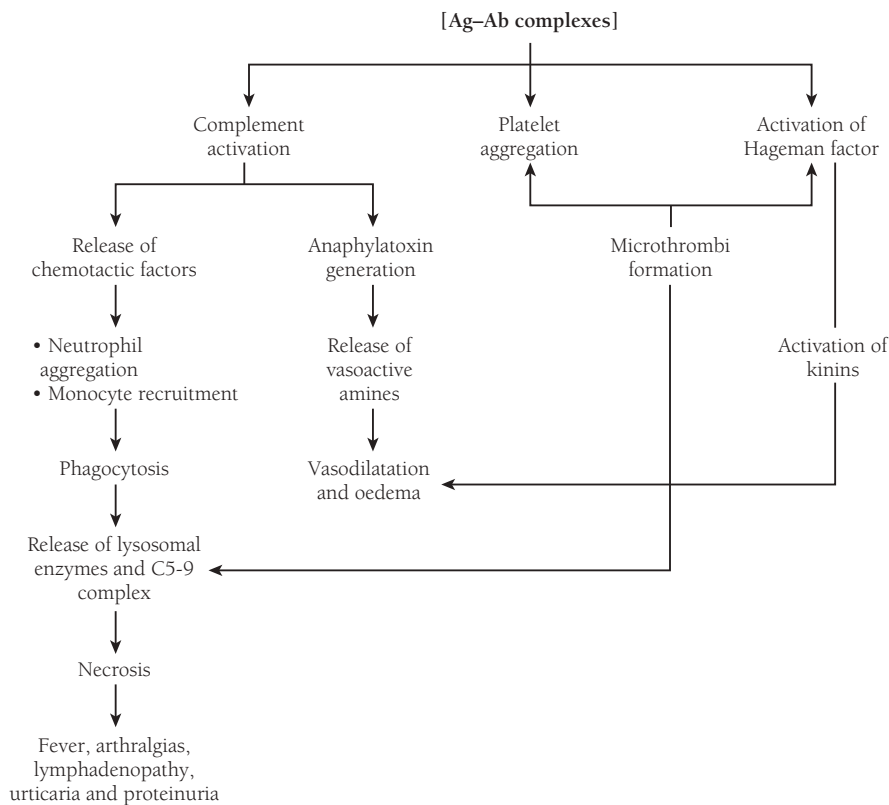 [Ag–Ab complexes]
Complement
activation
Platelet
aggregation
Activation of
Hageman factor
Release of
chemotactic factors
Anaphylatoxin
generation
Microthrombi
formation
• Neutrophil
aggregation
• Monocyte recruitment
Release of
vasoactive
amines
Activation of
kinins
Phagocytosis
Vasodilatation
and oedema
Release of lysosomal
enzymes and C5-9
complex
Necrosis
Fever, arthralgias,
lymphadenopathy,
urticaria and proteinuria